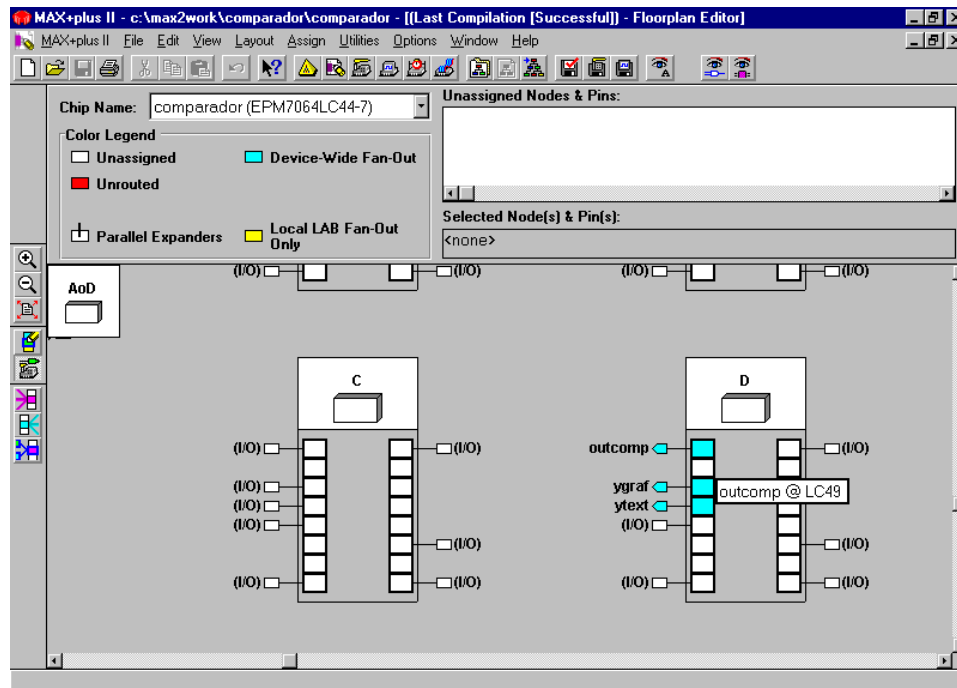 MAX+plus II - c:\max2work\comparador\comparador - [(Last Compilation [Successful]) - Floorplan Editor]
MAX+plus II File Edit View Layout Assign Utilities Options Window Help
Chip Name: comparador (EPM7064LC44-7)
Unassigned Nodes & Pins:
Color Legend
Unassigned
Device-Wide Fan-Out
Unrouted
Parallel Expanders
Local LAB Fan-Out
Only
Selected Node(s) & Pin(s):
<none>
(I/O) (I/O) (I/O) (I/O)
AoD
C D
(I/O) (I/O) outcomp (I/O)
(I/O) ygraf outcomp @ LC49
(I/O) ytext
(I/O) (I/O)
(I/O) (I/O)
(I/O) (I/O) (I/O) (I/O)